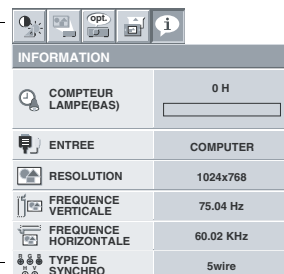 opt.
i
INFORMATION
COMPTEUR
LAMPE(BAS)
0 H
ENTREE
COMPUTER
RESOLUTION
1024x768
FREQUENCE
VERTICALE
75.04 Hz
FREQUENCE
HORIZONTALE
60.02 KHz
TYPE DE
SYNCHRO
5wire